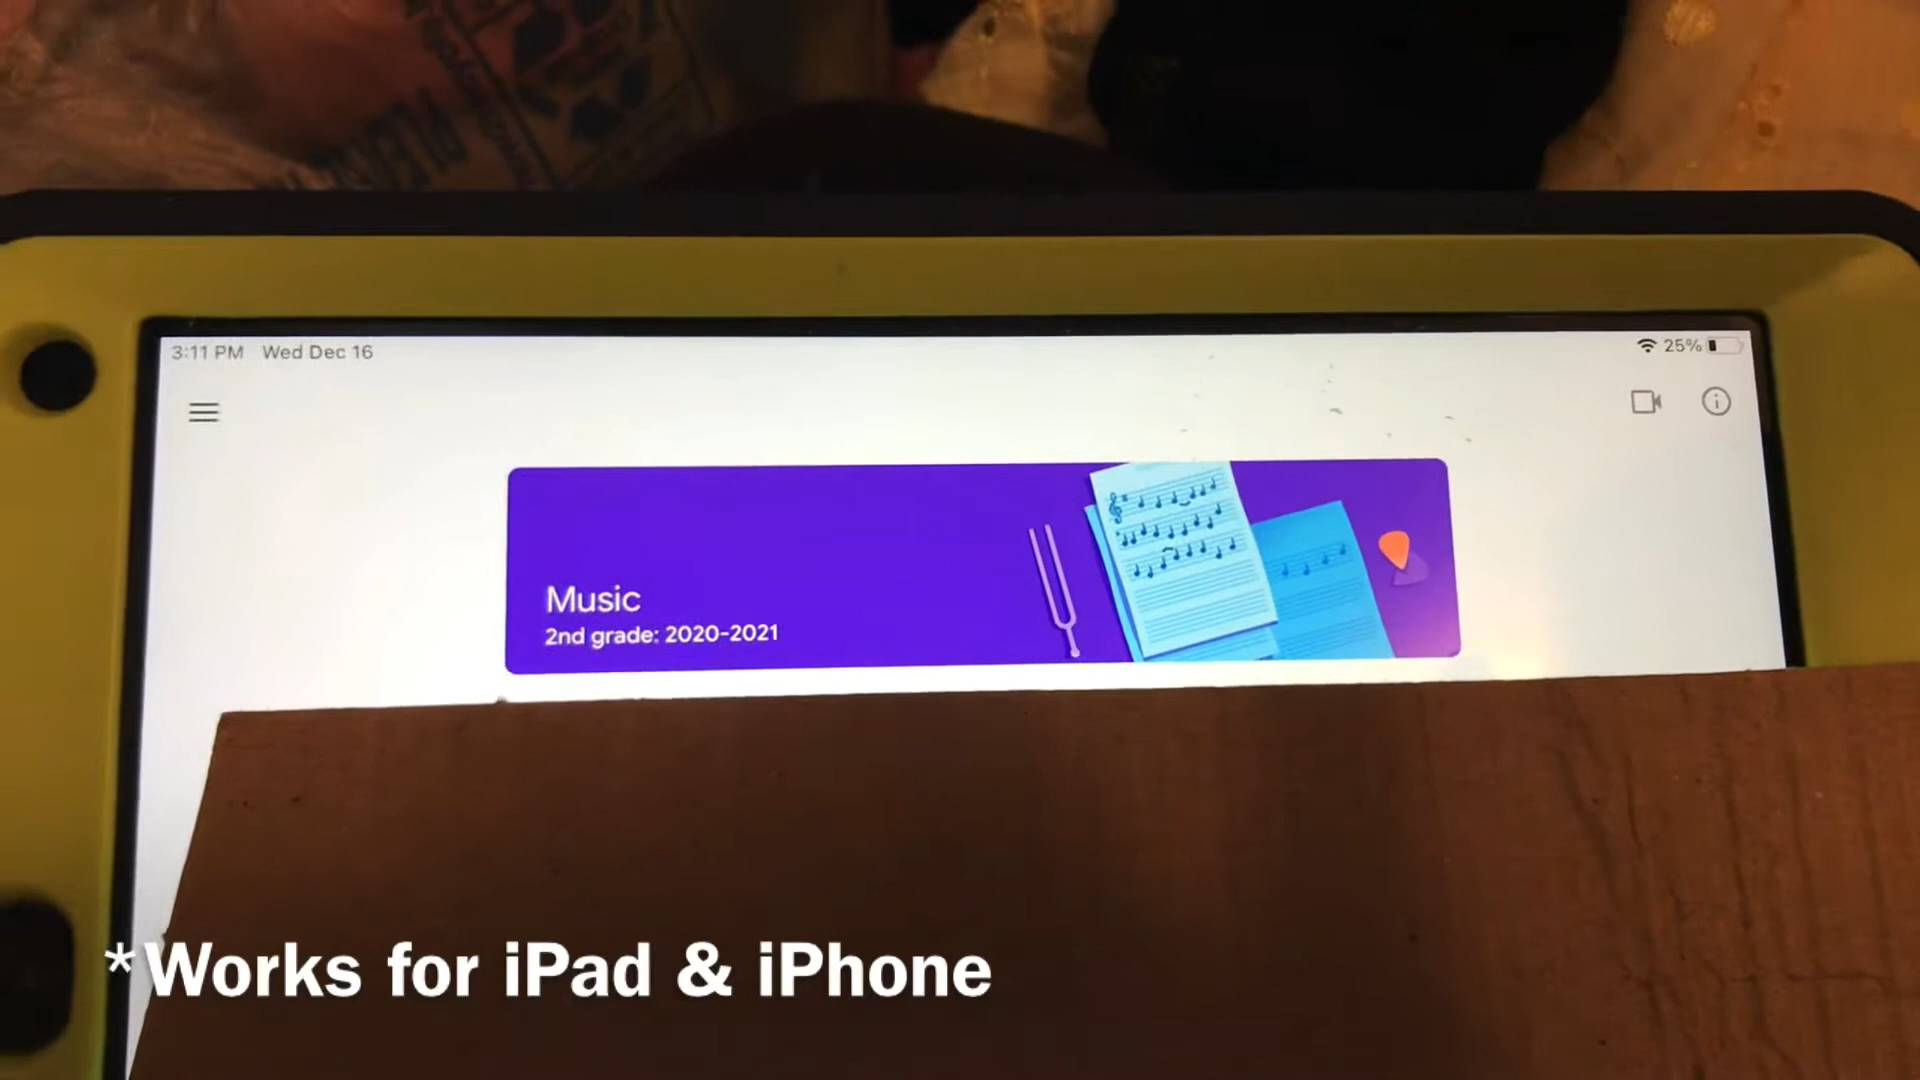 3:11 PM Wed Dec 16
25%
Music
2nd grade: 2020-2021
*Works for iPad & iPhone